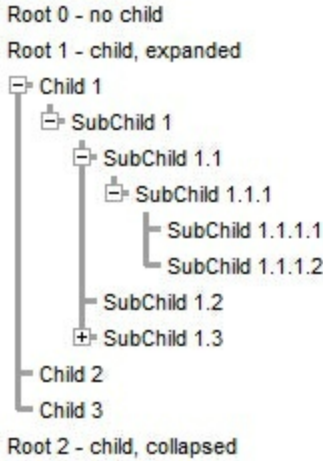 Root 0 - no child
Root 1 - child, expanded
Child 1
SubChild 1
SubChild 1.1
SubChild 1.1.1
SubChild 1.1.1.1
SubChild 1.1.1.2
SubChild 1.2
SubChild 1.3
Child 2
Child 3
Root 2 - child, collapsed